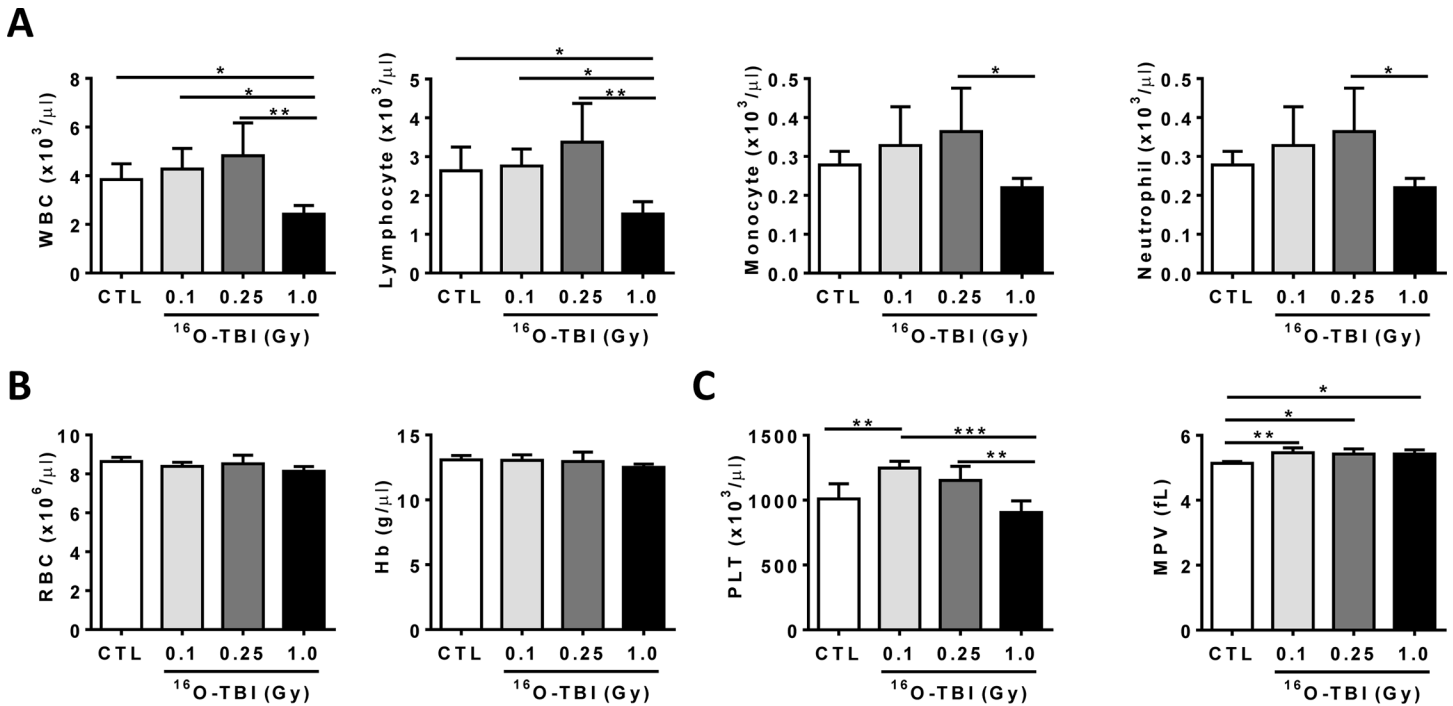 A
WBC (x10³/µl)
8
6
4
2
0
*
*
**
CTL 0.1 0.25 1.0
¹⁶O-TBI (Gy)
Lymphocyte (x10³/µl)
5
4
3
2
1
0
*
*
**
CTL 0.1 0.25 1.0
¹⁶O-TBI (Gy)
Monocyte (x10³/µl)
0.5
0.4
0.3
0.2
0.1
0.0
*
CTL 0.1 0.25 1.0
¹⁶O-TBI (Gy)
Neutrophil (x10³/µl)
0.5
0.4
0.3
0.2
0.1
0.0
*
CTL 0.1 0.25 1.0
¹⁶O-TBI (Gy)
B
RBC (x10⁶/µl)
10
8
6
4
2
0
CTL 0.1 0.25 1.0
¹⁶O-TBI (Gy)
Hb (g/µl)
15
10
5
0
CTL 0.1 0.25 1.0
¹⁶O-TBI (Gy)
C
PLT (x10³/µl)
1500
1000
500
0
**
***
**
CTL 0.1 0.25 1.0
¹⁶O-TBI (Gy)
MPV (fL)
8
6
4
2
0
*
*
**
CTL 0.1 0.25 1.0
¹⁶O-TBI (Gy)